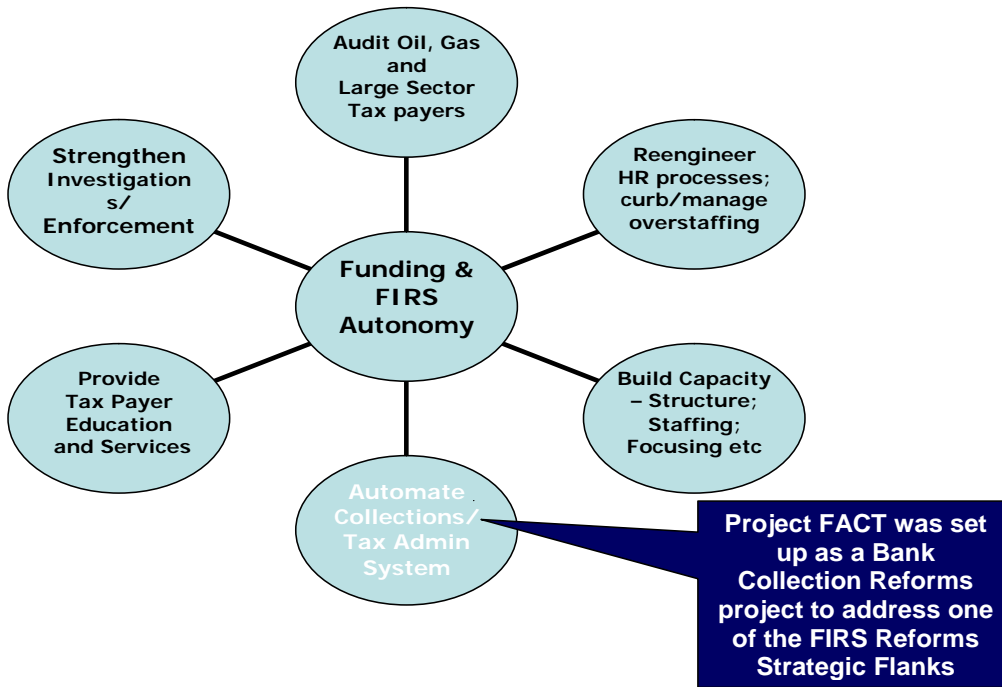 Audit Oil, Gas
and
Large Sector
Tax payers
Strengthen
Investigation
s/
Enforcement
Reengineer
HR processes;
curb/manage
overstaffing
Funding &
FIRS
Autonomy
Provide
Tax Payer
Education
and Services
Build Capacity
– Structure;
Staffing;
Focusing etc
Automate
Collections/
Tax Admin
System
Project FACT was set
up as a Bank
Collection Reforms
project to address one
of the FIRS Reforms
Strategic Flanks